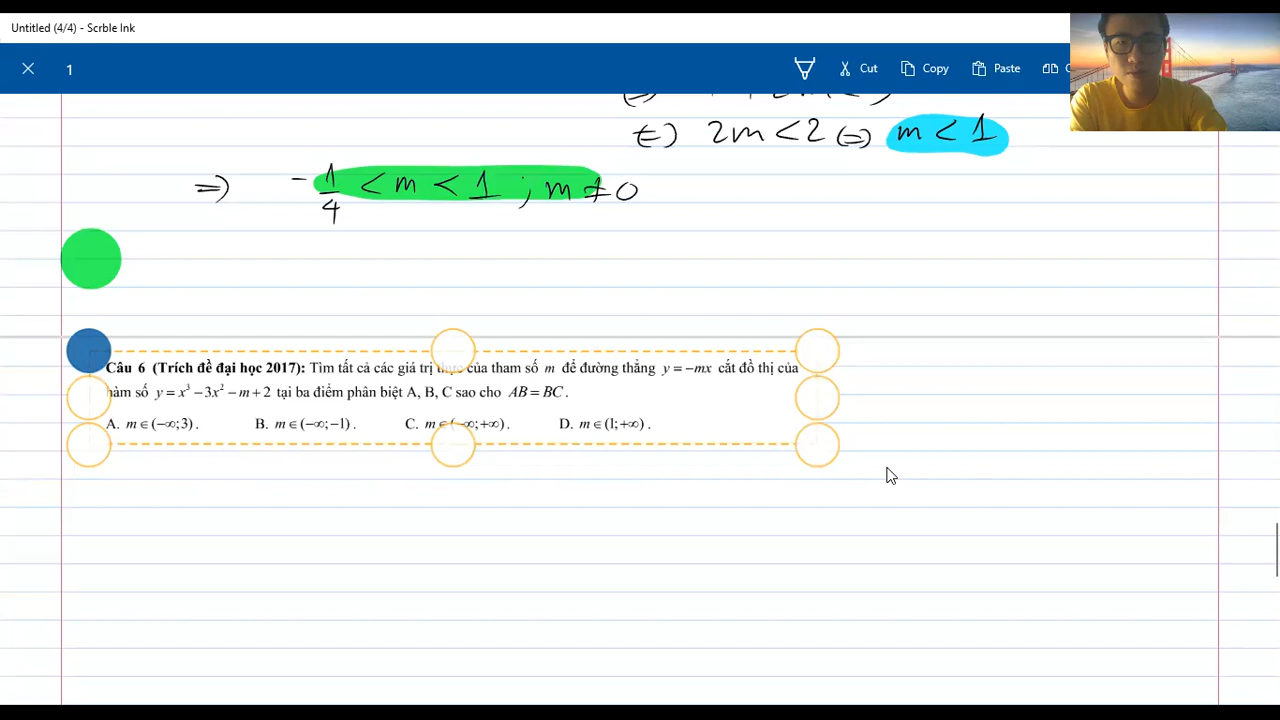 Untitled (4/4) - Scrble Ink
1 Cut Copy Paste
⇔ 2m < 2 ⇔ m < 1
⇒ -1/4 < m < 1 ; m ≠ 0
Câu 6 (Trích đề đại học 2017): Tìm tất cả các giá trị thực của tham số m để đường thẳng y = −mx cắt đồ thị của
hàm số y = x³ − 3x² − m + 2 tại ba điểm phân biệt A, B, C sao cho AB = BC .
A. m ∈ (−∞;3) . B. m ∈ (−∞;−1) . C. m ∈ (−∞;+∞) . D. m ∈ (1;+∞) .